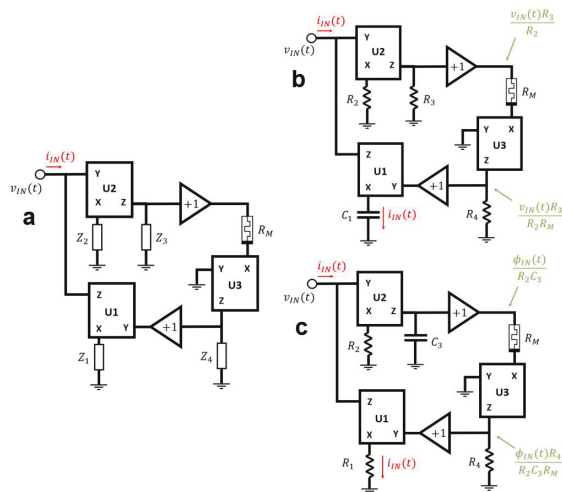 a
i_IN(t)
v_IN(t)
Y
U2
X
Z
+1
Z_2
Z_3
R_M
Y
X
U3
Z
Z
U1
X
Y
+1
Z_1
Z_4
b
i_IN(t)
v_IN(t)
Y
U2
X
Z
+1
v_IN(t)R_3
R_2
R_2
R_3
R_M
Y
X
U3
Z
Z
U1
X
+1
C_1
i_IN(t)
R_4
v_IN(t)R_3
R_2R_M
c
i_IN(t)
v_IN(t)
Y
U2
X
Z
+1
ϕ_IN(t)
R_2C_3
R_2
C_3
R_M
Y
X
U3
Z
Z
U1
X
Y
+1
R_1
i_IN(t)
R_4
ϕ_IN(t)R_4
R_2C_3R_M